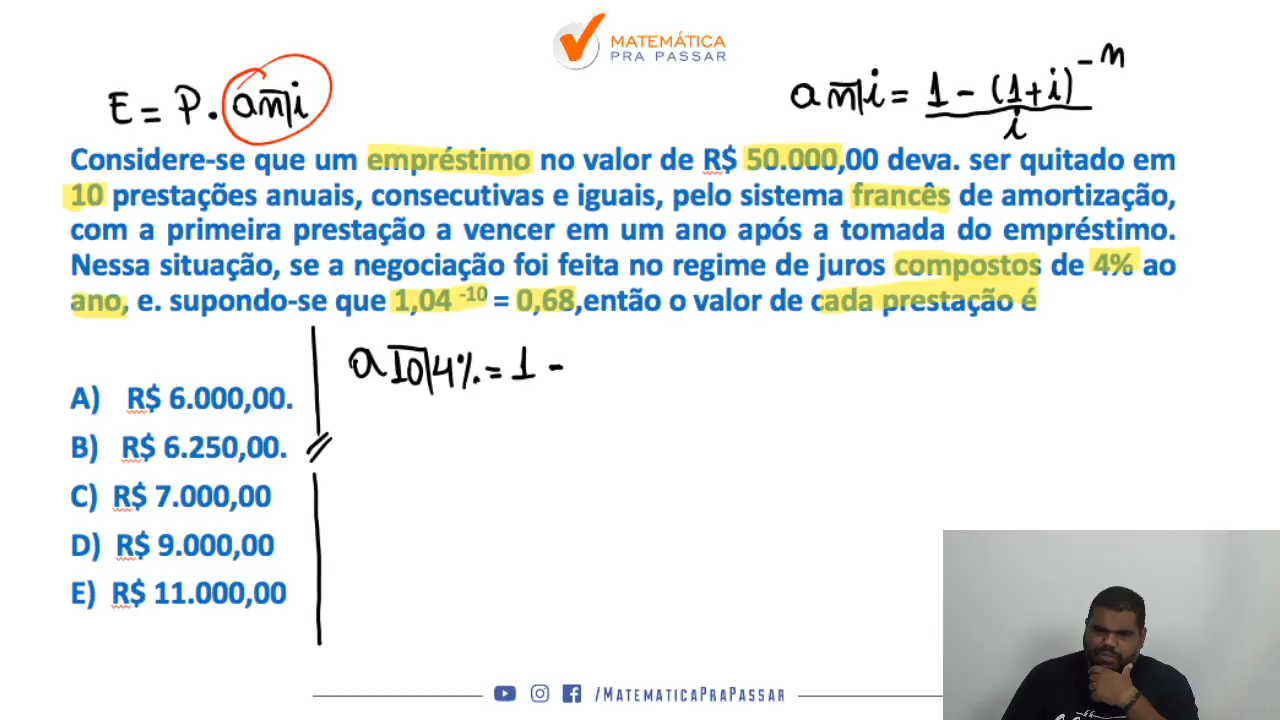 MATEMÁTICA
PRA PASSAR
E = P . an̅|i
an̅|i = 1 - (1+i)^-n / i
Considere-se que um empréstimo no valor de R$ 50.000,00 deva. ser quitado em
10 prestações anuais, consecutivas e iguais, pelo sistema francês de amortização,
com a primeira prestação a vencer em um ano após a tomada do empréstimo.
Nessa situação, se a negociação foi feita no regime de juros compostos de 4% ao
ano, e. supondo-se que 1,04 ⁻¹⁰ = 0,68,então o valor de cada prestação é
a 10|4% = 1 -
A) R$ 6.000,00.
B) R$ 6.250,00.
C) R$ 7.000,00
D) R$ 9.000,00
E) R$ 11.000,00
/MATEMATICAPRAPASSAR